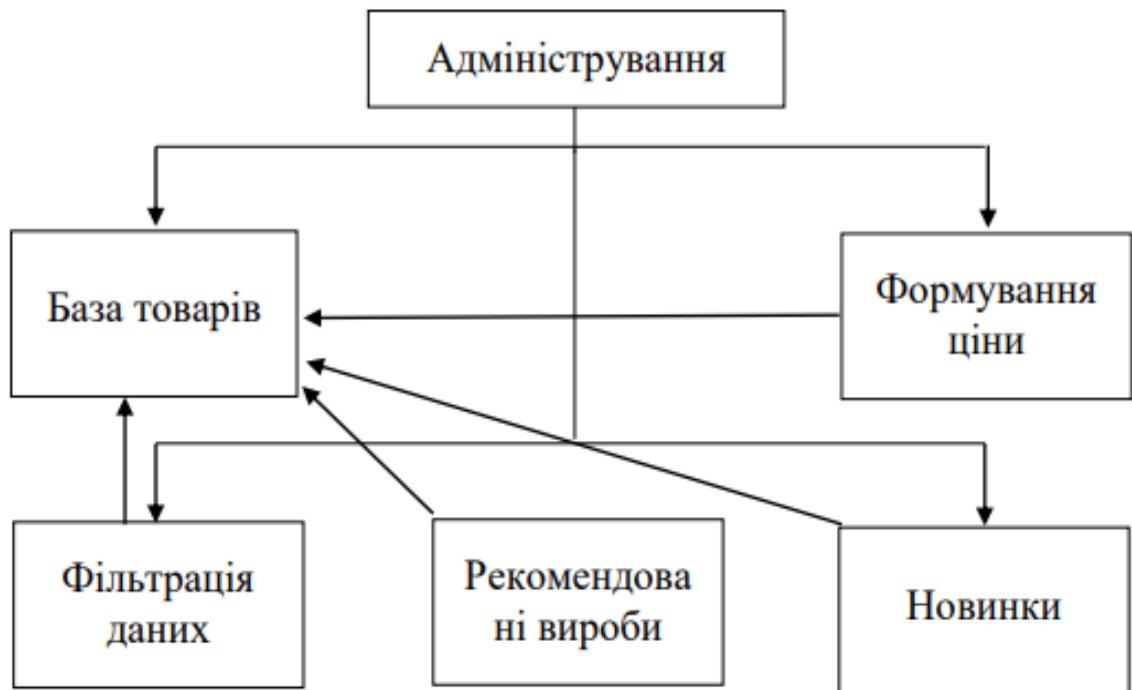 Адміністрування
База товарів
Формування
ціни
Фільтрація
даних
Рекомендова
ні вироби
Новинки